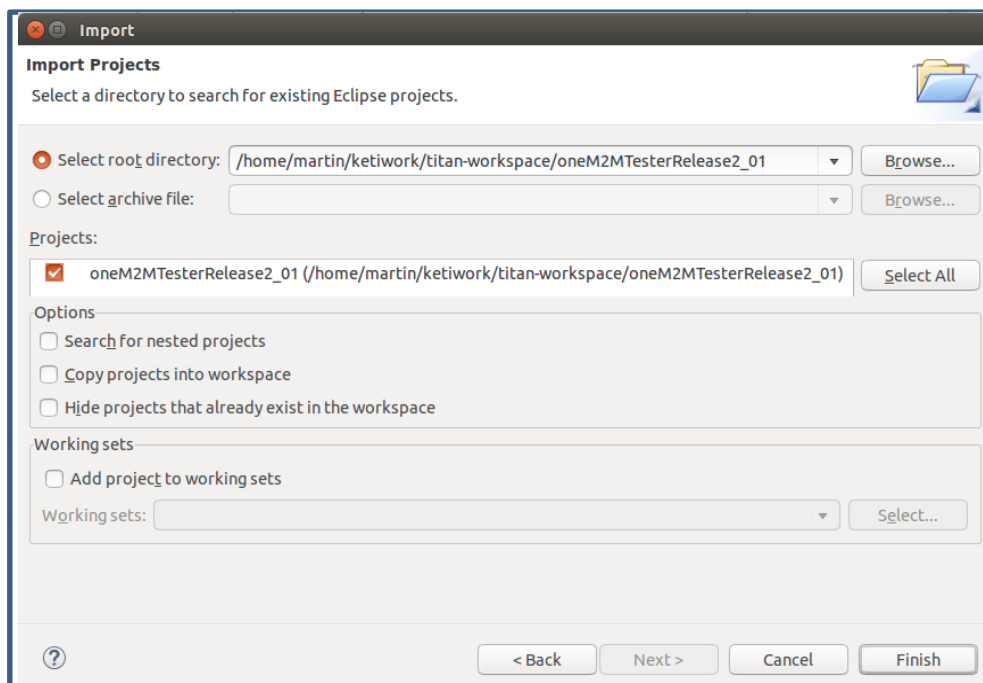 Import
Import Projects
Select a directory to search for existing Eclipse projects.
Select root directory: /home/martin/ketiwork/titan-workspace/oneM2MTesterRelease2_01 Browse...
Select archive file: Browse...
Projects:
oneM2MTesterRelease2_01 (/home/martin/ketiwork/titan-workspace/oneM2MTesterRelease2_01) Select All
Options
Search for nested projects
Copy projects into workspace
Hide projects that already exist in the workspace
Working sets
Add project to working sets
Working sets: Select...
? < Back Next > Cancel Finish